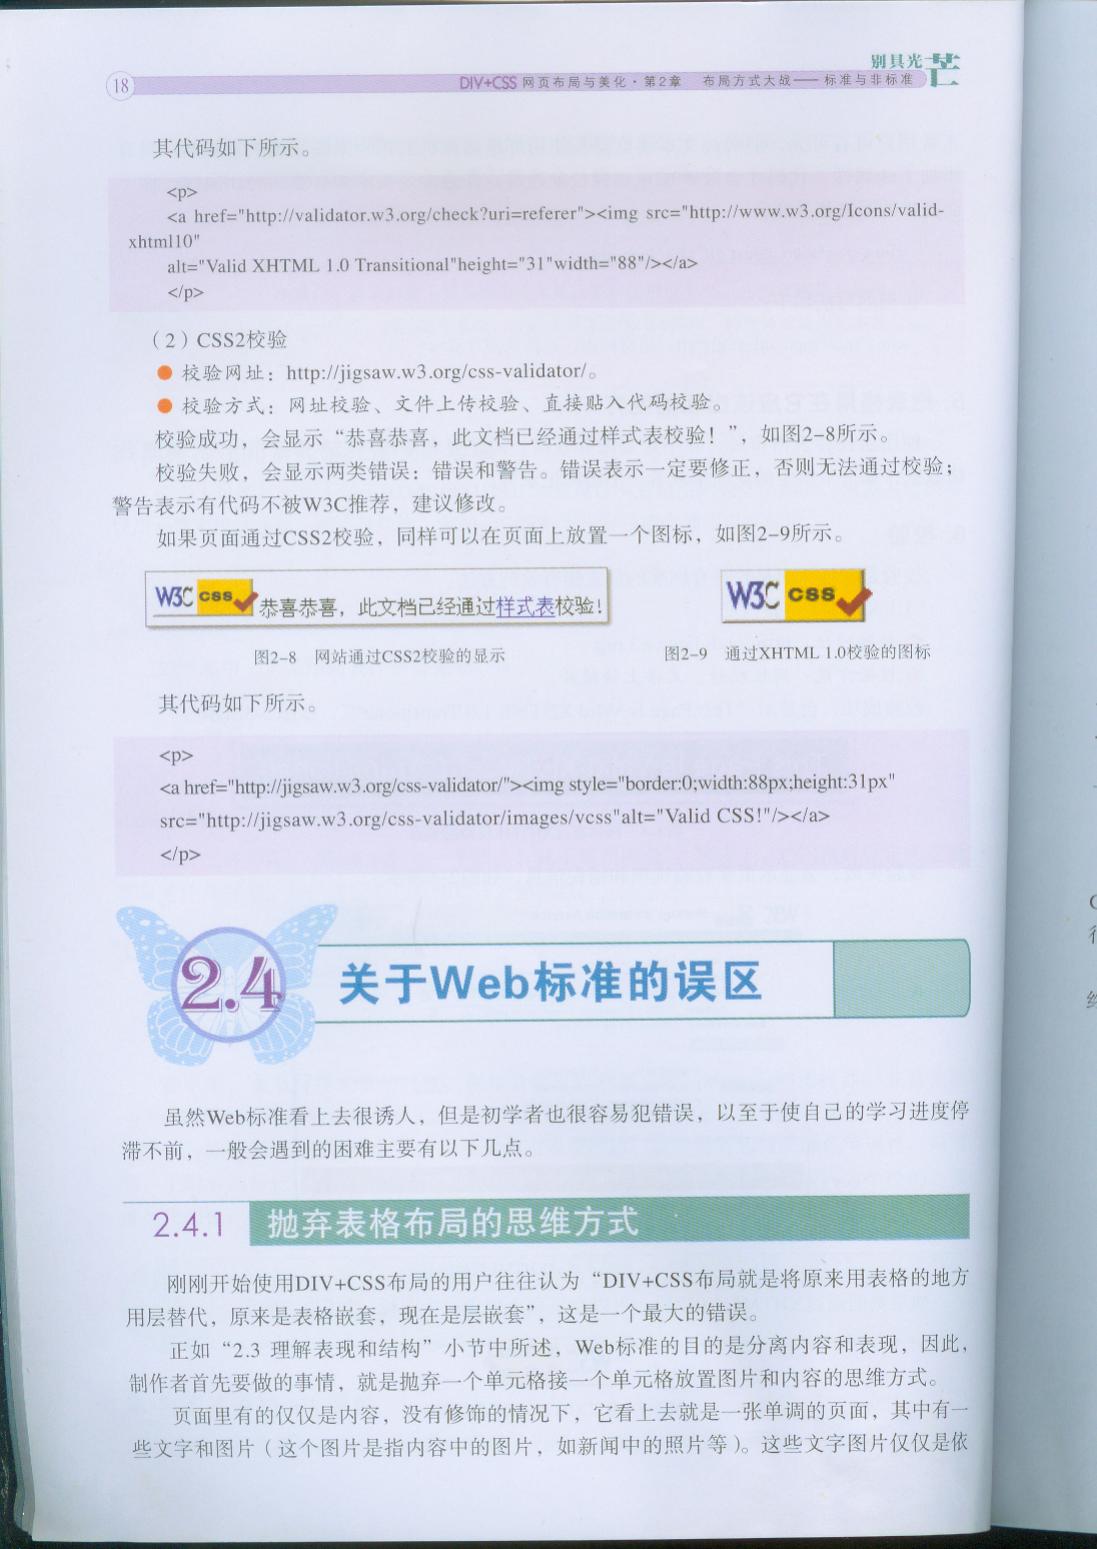 18
DIV+CSS 网页布局与美化·第2章 布局方式大战——标准与非标准
别具光芒
其代码如下所示。
<p>
<a href="http://validator.w3.org/check?uri=referer"><img src="http://www.w3.org/Icons/valid-
xhtml10"
alt="Valid XHTML 1.0 Transitional"height="31"width="88"/></a>
</p>
（2）CSS2校验
● 校验网址：http://jigsaw.w3.org/css-validator/。
● 校验方式：网址校验、文件上传校验、直接贴入代码校验。
校验成功，会显示“恭喜恭喜，此文档已经通过样式表校验！”，如图2-8所示。
校验失败，会显示两类错误：错误和警告。错误表示一定要修正，否则无法通过校验；
警告表示有代码不被W3C推荐，建议修改。
如果页面通过CSS2校验，同样可以在页面上放置一个图标，如图2-9所示。
W3C css 恭喜恭喜，此文档已经通过样式表校验!
W3C css
图2-8 网站通过CSS2校验的显示
图2-9 通过XHTML 1.0校验的图标
其代码如下所示。
<p>
<a href="http://jigsaw.w3.org/css-validator/"><img style="border:0;width:88px;height:31px"
src="http://jigsaw.w3.org/css-validator/images/vcss"alt="Valid CSS!"/></a>
</p>
2.4 关于Web标准的误区
虽然Web标准看上去很诱人，但是初学者也很容易犯错误，以至于使自己的学习进度停
滞不前，一般会遇到的困难主要有以下几点。
2.4.1 抛弃表格布局的思维方式
刚刚开始使用DIV+CSS布局的用户往往认为“DIV+CSS布局就是将原来用表格的地方
用层替代，原来是表格嵌套，现在是层嵌套”，这是一个最大的错误。
正如“2.3 理解表现和结构”小节中所述，Web标准的目的是分离内容和表现，因此，
制作者首先要做的事情，就是抛弃一个单元格接一个单元格放置图片和内容的思维方式。
页面里有的仅仅是内容，没有修饰的情况下，它看上去就是一张单调的页面，其中有一
些文字和图片（这个图片是指内容中的图片，如新闻中的照片等）。这些文字图片仅仅是依